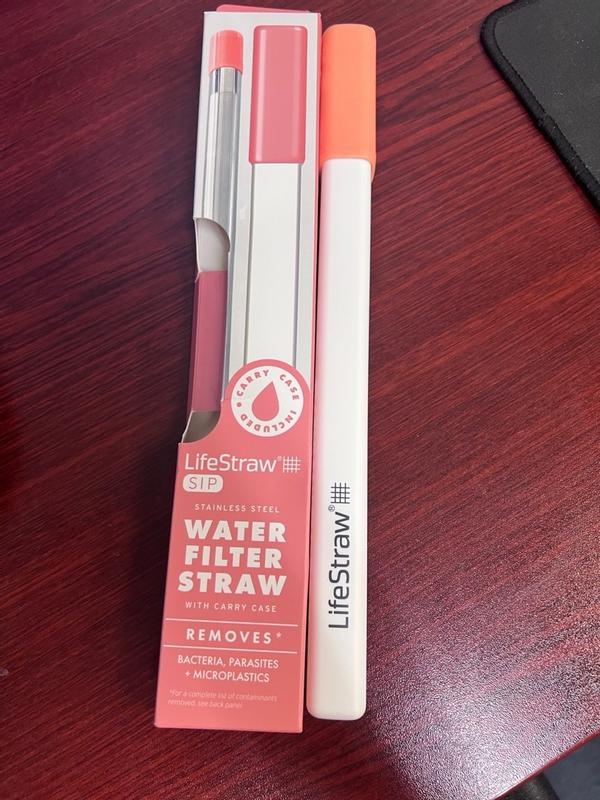 CARRY CASE INCLUDED
LifeStraw®
SIP
STAINLESS STEEL
WATER
FILTER
STRAW
WITH CARRY CASE
REMOVES*
BACTERIA, PARASITES
+ MICROPLASTICS
*For a complete list of contaminants
removed, see back panel
LifeStraw®